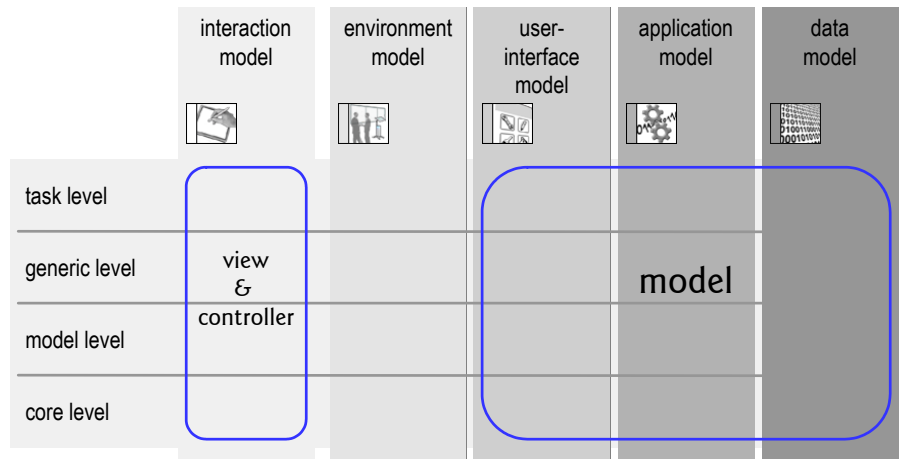 interaction
model
environment
model
user-
interface
model
application
model
data
model
task level
generic level
model level
core level
view
&
controller
model